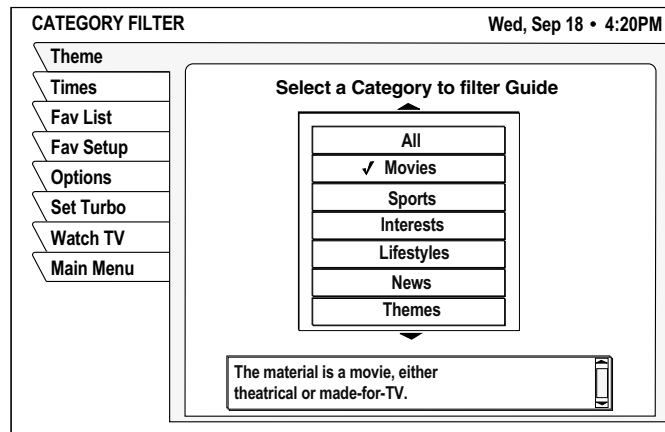 CATEGORY FILTER
Wed, Sep 18 • 4:20PM
Theme
Times
Fav List
Fav Setup
Options
Set Turbo
Watch TV
Main Menu
Select a Category to filter Guide
All
✓ Movies
Sports
Interests
Lifestyles
News
Themes
The material is a movie, either
theatrical or made-for-TV.